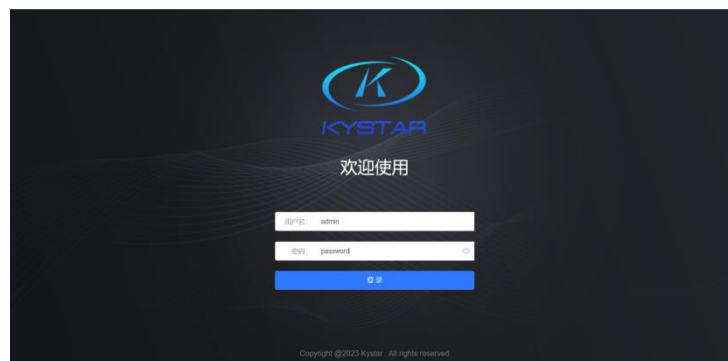 KYSTAR
欢迎使用
用户名: admin
密码: password
登录
Copyright @2023 Kystar . All rights reserved